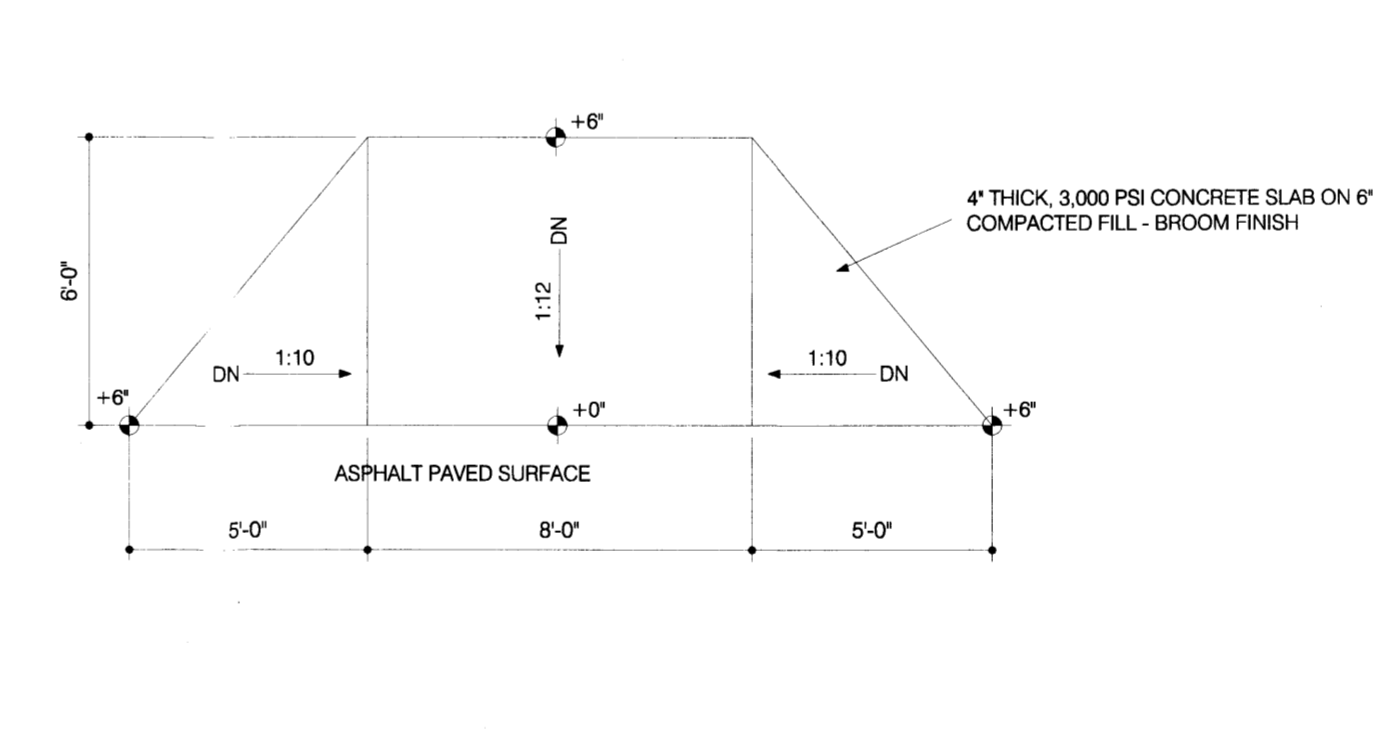 +6"
4" THICK, 3,000 PSI CONCRETE SLAB ON 6"
COMPACTED FILL - BROOM FINISH
DN
6'-0"
1:12
1:10
DN
1:10
DN
+6"
+0"
+6"
ASPHALT PAVED SURFACE
5'-0"
8'-0"
5'-0"